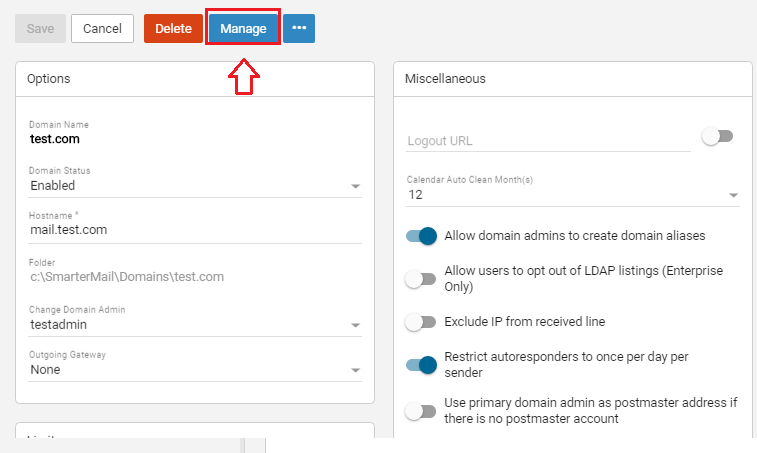 Save Cancel Delete Manage •••
Options
Domain Name
test.com
Domain Status
Enabled
Hostname *
mail.test.com
Folder
c:\SmarterMail\Domains\test.com
Change Domain Admin
testadmin
Outgoing Gateway
None
Miscellaneous
Logout URL
Calendar Auto Clean Month(s)
12
Allow domain admins to create domain aliases
Allow users to opt out of LDAP listings (Enterprise
Only)
Exclude IP from received line
Restrict autoresponders to once per day per
sender
Use primary domain admin as postmaster address if
there is no postmaster account